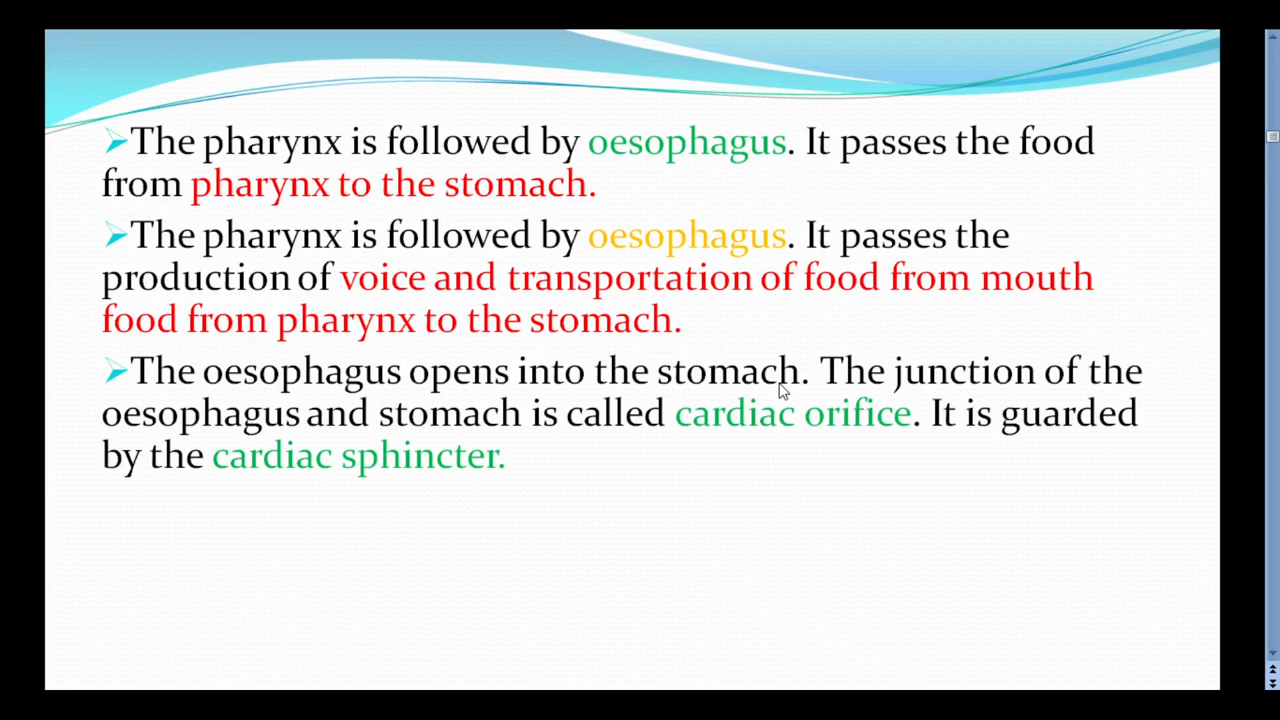 The pharynx is followed by oesophagus. It passes the food
from pharynx to the stomach.
The pharynx is followed by oesophagus. It passes the
production of voice and transportation of food from mouth
food from pharynx to the stomach.
The oesophagus opens into the stomach. The junction of the
oesophagus and stomach is called cardiac orifice. It is guarded
by the cardiac sphincter.